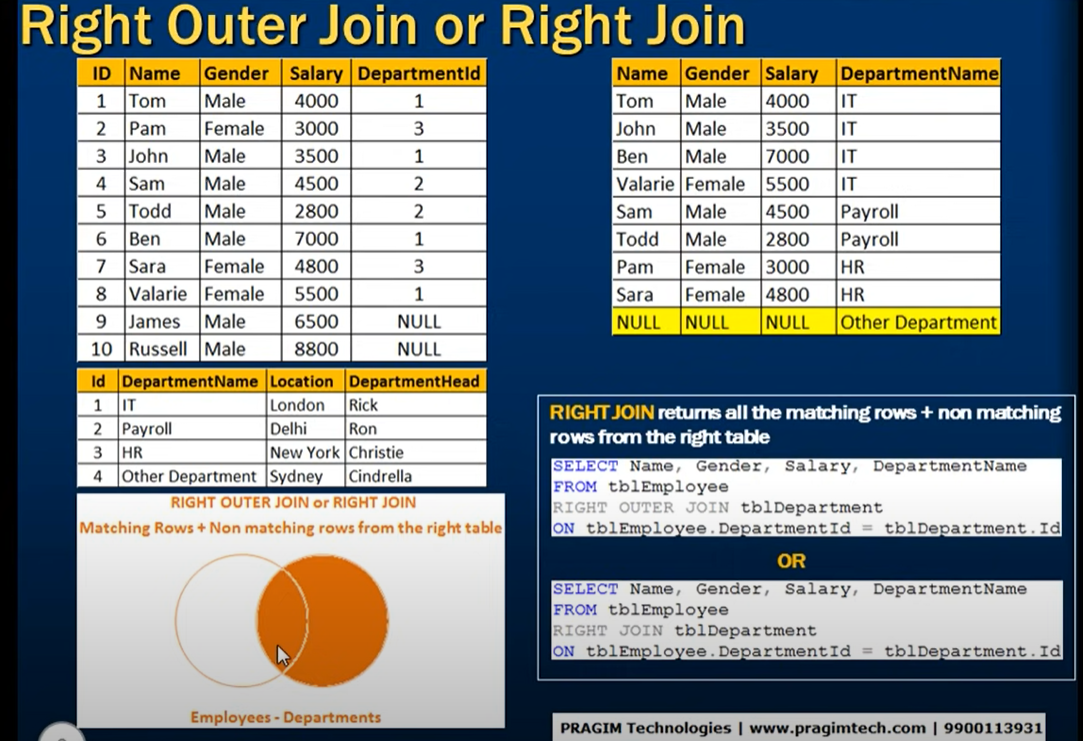 Right Outer Join or Right Join
ID Name Gender Salary DepartmentId
1 Tom Male 4000 1
2 Pam Female 3000 3
3 John Male 3500 1
4 Sam Male 4500 2
5 Todd Male 2800 2
6 Ben Male 7000 1
7 Sara Female 4800 3
8 Valarie Female 5500 1
9 James Male 6500 NULL
10 Russell Male 8800 NULL
Id DepartmentName Location DepartmentHead
1 IT London Rick
2 Payroll Delhi Ron
3 HR New York Christie
4 Other Department Sydney Cindrella
RIGHT OUTER JOIN or RIGHT JOIN
Matching Rows + Non matching rows from the right table
Employees - Departments
Name Gender Salary DepartmentName
Tom Male 4000 IT
John Male 3500 IT
Ben Male 7000 IT
Valarie Female 5500 IT
Sam Male 4500 Payroll
Todd Male 2800 Payroll
Pam Female 3000 HR
Sara Female 4800 HR
NULL NULL NULL Other Department
RIGHT JOIN returns all the matching rows + non matching
rows from the right table
SELECT Name, Gender, Salary, DepartmentName
FROM tblEmployee
RIGHT OUTER JOIN tblDepartment
ON tblEmployee.DepartmentId = tblDepartment.Id
OR
SELECT Name, Gender, Salary, DepartmentName
FROM tblEmployee
RIGHT JOIN tblDepartment
ON tblEmployee.DepartmentId = tblDepartment.Id
PRAGIM Technologies | www.pragimtech.com | 9900113931